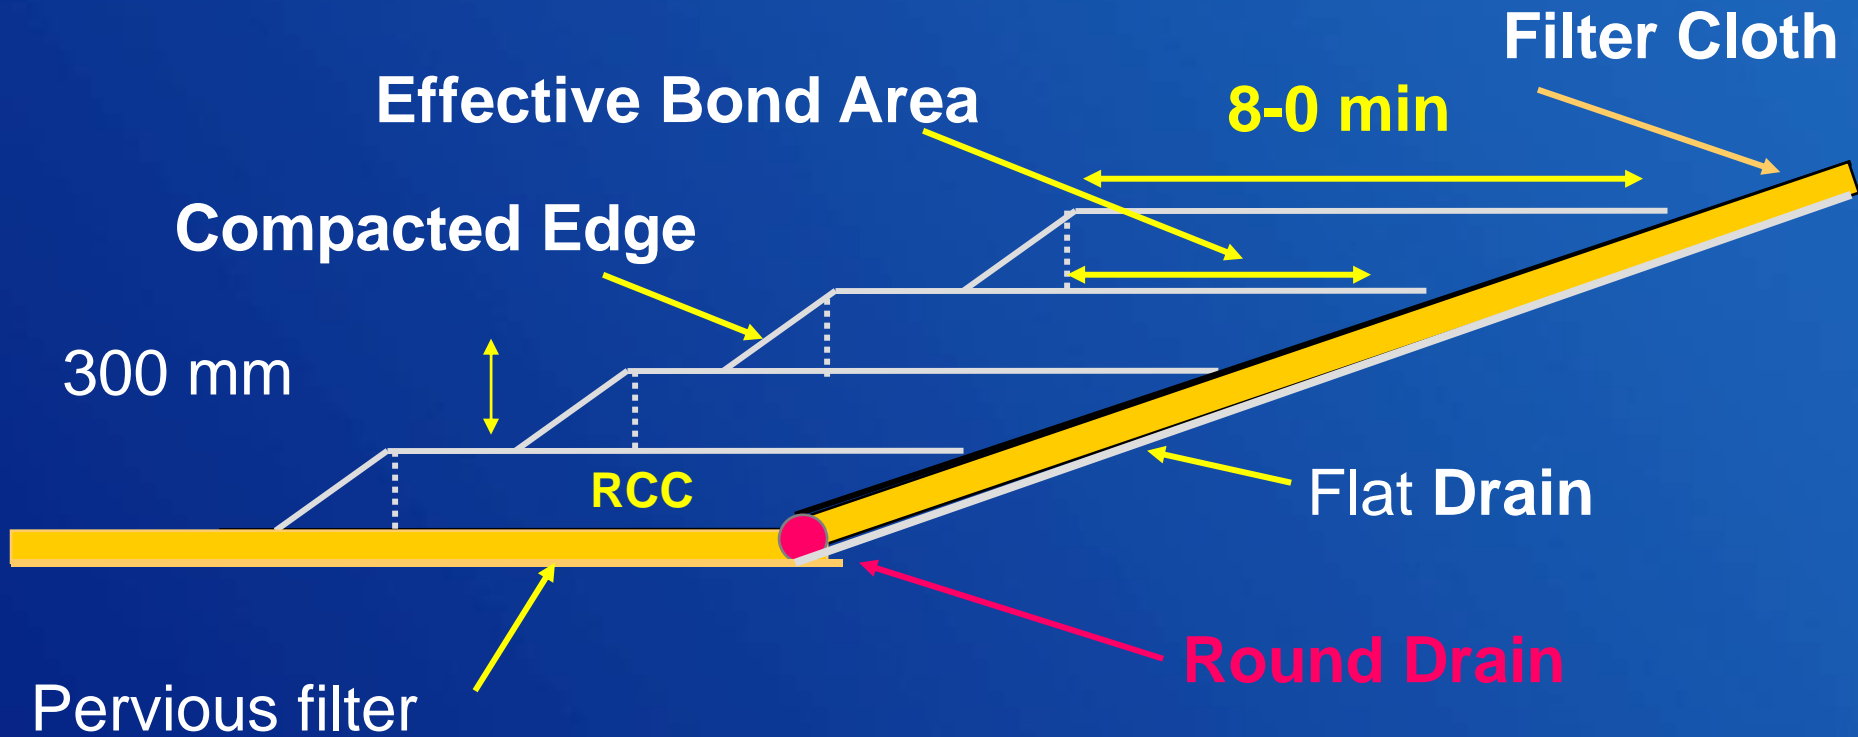 Filter Cloth
Effective Bond Area
8-0 min
Compacted Edge
300 mm
RCC
Flat Drain
Round Drain
Pervious filter